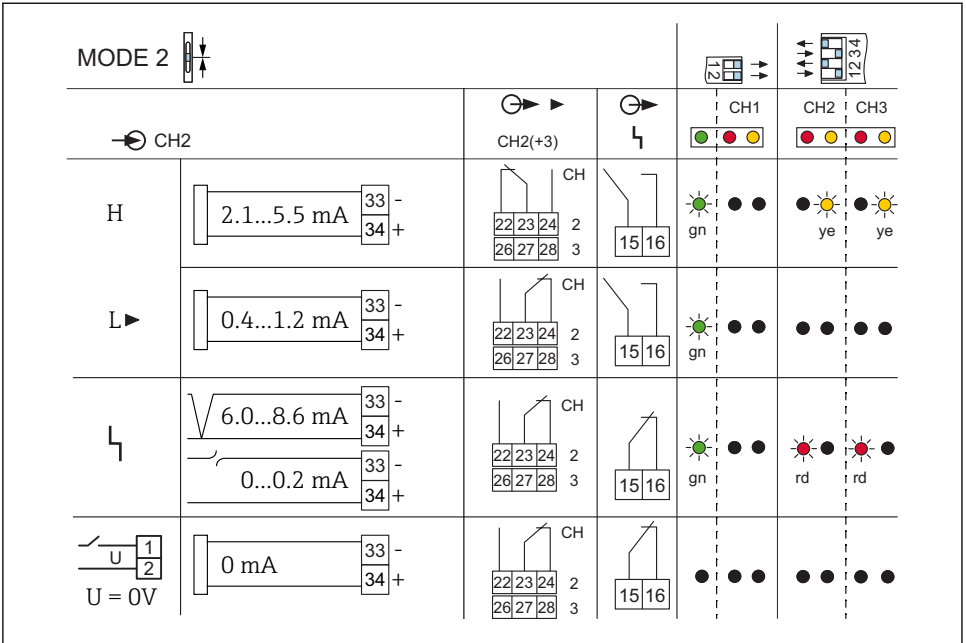 MODE 2
1 2
1 2 3 4
CH2
CH2(+3)
CH1
CH2 CH3
H
2.1...5.5 mA
33 -
34 +
CH
22 23 24 2
26 27 28 3
15 16
gn
ye ye
L
0.4...1.2 mA
33 -
34 +
CH
22 23 24 2
26 27 28 3
15 16
gn
6.0...8.6 mA
33 -
34 +
0...0.2 mA
33 -
34 +
CH
22 23 24 2
26 27 28 3
15 16
gn
rd rd
U
1
2
U = 0V
0 mA
33 -
34 +
CH
22 23 24 2
26 27 28 3
15 16